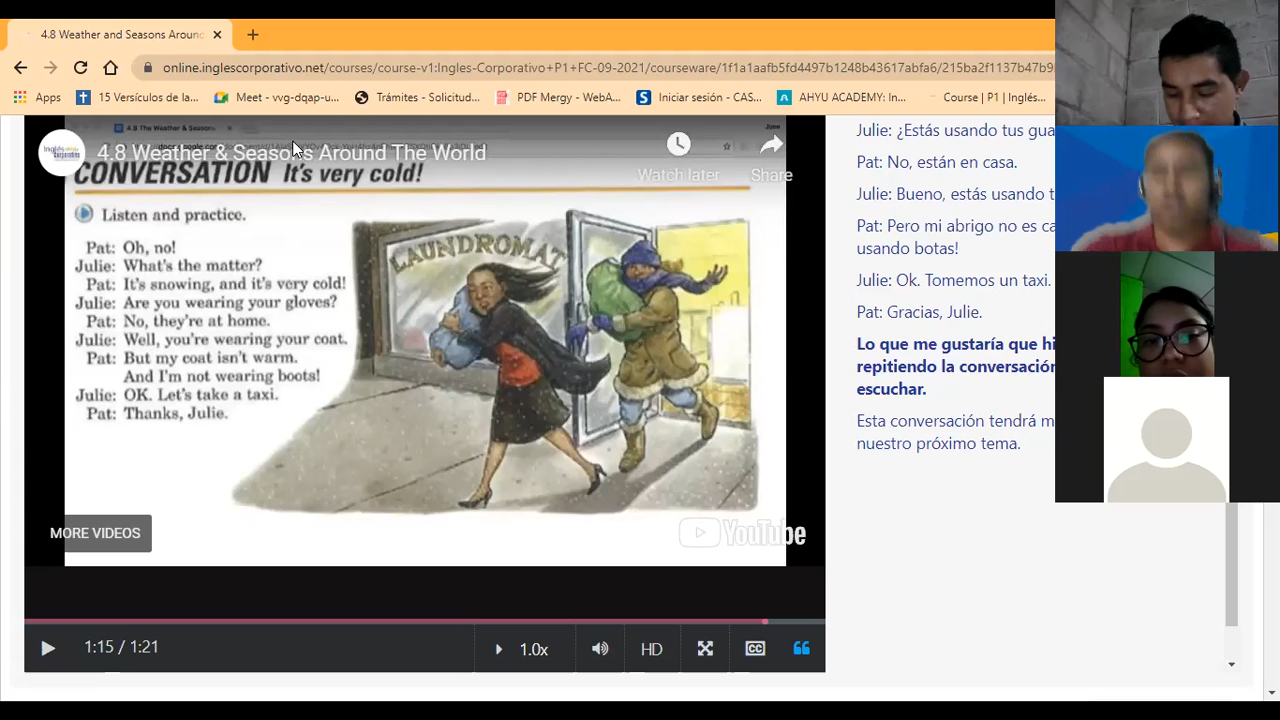 4.8 Weather and Seasons Around
online.inglescorporativo.net/courses/course-v1:Ingles-Corporativo+P1+FC-09-2021/courseware/1f1a1aafb5fd4497b1248b43617abfa6/215ba2f1137b47b9
Apps
15 Versículos de la...
Meet - vvg-dqap-u...
Trámites - Solicitud...
PDF Mergy - WebA...
Iniciar sesión - CAS...
AHYU ACADEMY: In...
Course | P1 | Inglés...
4.8 The Weather & Seasons
4.8 Weather & Seasons Around The World
Watch later
Share
CONVERSATION It's very cold!
Listen and practice.
Pat: Oh, no!
Julie: What's the matter?
Pat: It's snowing, and it's very cold!
Julie: Are you wearing your gloves?
Pat: No, they're at home.
Julie: Well, you're wearing your coat.
Pat: But my coat isn't warm.
And I'm not wearing boots!
Julie: OK. Let's take a taxi.
Pat: Thanks, Julie.
LAUNDROMAT
MORE VIDEOS
YouTube
1:15 / 1:21
1.0x
HD
CC
Julie: ¿Estás usando tus gua
Pat: No, están en casa.
Julie: Bueno, estás usando t
Pat: Pero mi abrigo no es ca
usando botas!
Julie: Ok. Tomemos un taxi.
Pat: Gracias, Julie.
Lo que me gustaría que hi
repitiendo la conversación
escuchar.
Esta conversación tendrá m
nuestro próximo tema.